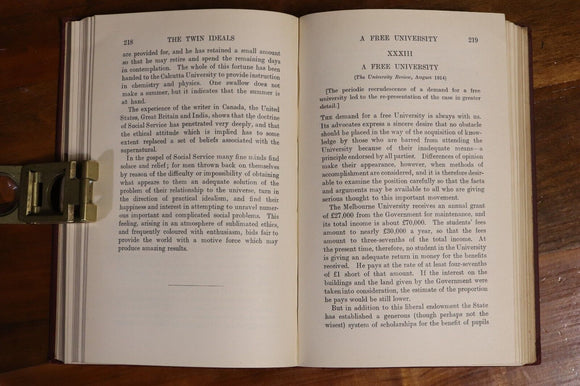 218 THE TWIN IDEALS
are provided for, and he has retained a small amount
so that he may retire and spend the remaining days
in contemplation. The whole of this fortune has been
handed to the Calcutta University to provide instruction
in chemistry and physics. One swallow does not
make a summer, but it indicates that the summer is
at hand.
The experience of the writer in Canada, the United
States, Great Britain and India, shows that the doctrine
of Social Service has penetrated very deeply, and that
the ethical attitude which is implied has to some
extent replaced a set of beliefs associated with the
supernatural.
In the gospel of Social Service many fine minds find
solace and relief; for men thrown back on themselves
by reason of the difficulty or impossibility of obtaining
what appears to them an adequate solution of the
problem of their relationship to the universe, turn in
the direction of practical idealism, and find their
happiness and interest in attempting to unravel numer-
ous important and complicated social problems. This
feeling, arising in an atmosphere of sublimated ethics,
and frequently coloured with enthusiasm, bids fair to
provide the world with a motive force which may
produce amazing results.
A FREE UNIVERSITY 219
XXXIII
A FREE UNIVERSITY
(The University Review, August 1914)
[The periodic recrudescence of a demand for a free
university led to the re-presentation of the case in greater
detail.]
THE demand for a free University is always with us.
Its advocates express a sincere desire that no obstacle
should be placed in the way of the acquisition of know-
ledge by those who are barred from attending the
University because of their inadequate means—a
principle endorsed by all parties. Differences of opinion
make their appearance, however, when methods of
accomplishment are considered, and it is therefore desir-
able to examine the position carefully so that the facts
and arguments may be available to all who are giving
serious thought to this important movement.
The Melbourne University receives an annual grant
of £27,000 from the Government for maintenance, and
its total income is about £70,000. The students' fees
amount to nearly £30,000 a year, so that the fees
amount to three-sevenths of the total income. At
the present time, therefore, no student in the University
is giving an adequate return in money for the benefits
received. He pays at the rate of at least four-sevenths
of £1 short of that amount. If the interest on the
buildings and the land given by the Government were
taken into consideration, the estimate of the proportion
he pays would be still lower.
But in addition to this liberal endowment the State
has established a generous (though perhaps not the
wisest) system of scholarships for the benefit of pupils